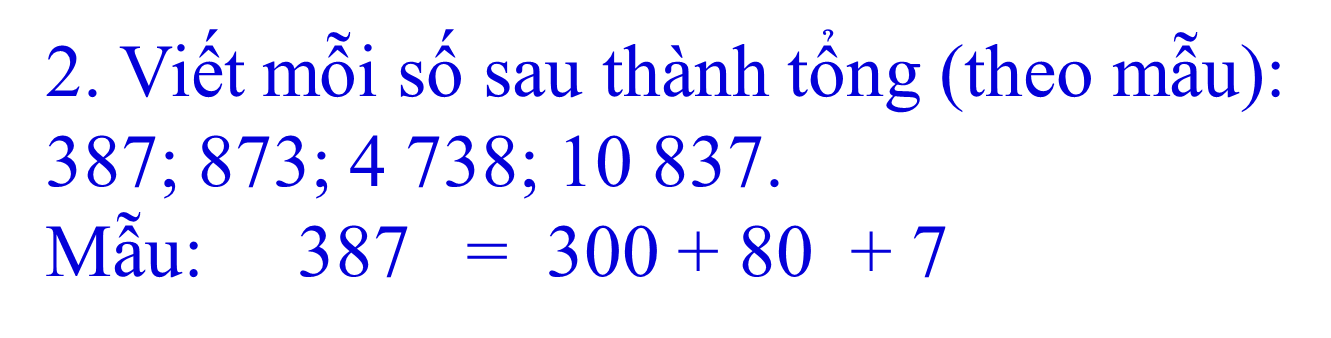 2. Viết mỗi số sau thành tổng (theo mẫu):
387; 873; 4 738; 10 837.
Mẫu: 387 = 300 + 80 + 7